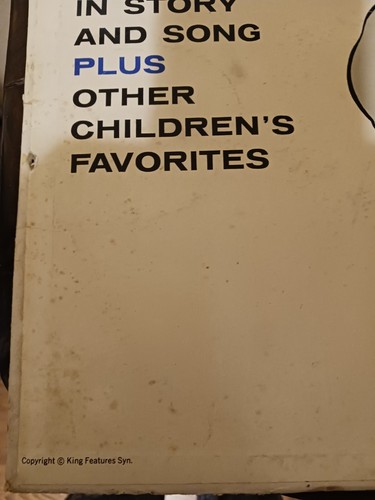 IN STORY
AND SONG
PLUS
OTHER
CHILDREN'S
FAVORITES
Copyright © King Features Syn.